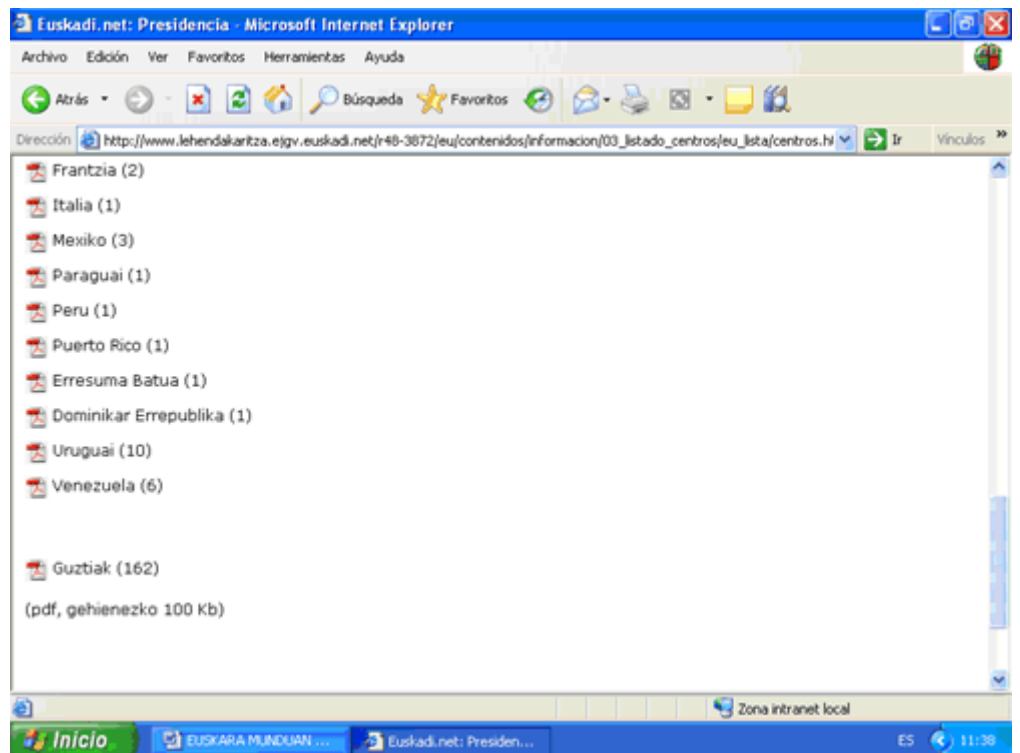 Euskadi.net: Presidencia - Microsoft Internet Explorer
Archivo Edición Ver Favoritos Herramientas Ayuda
Atrás Búsqueda Favoritos
Dirección http://www.lehendakaritza.ejgv.euskadi.net/r48-3872/eu/contenidos/informacion/03_listado_centros/eu_lista/centros.h Ir Vínculos »
Frantzia (2)
Italia (1)
Mexiko (3)
Paraguai (1)
Peru (1)
Puerto Rico (1)
Erresuma Batua (1)
Dominikar Errepublika (1)
Uruguai (10)
Venezuela (6)
Guztiak (162)
(pdf, gehienezko 100 Kb)
Zona intranet local
Inicio EUSKARA MUNDUAN ... Euskadi.net: Presiden... ES 11:38